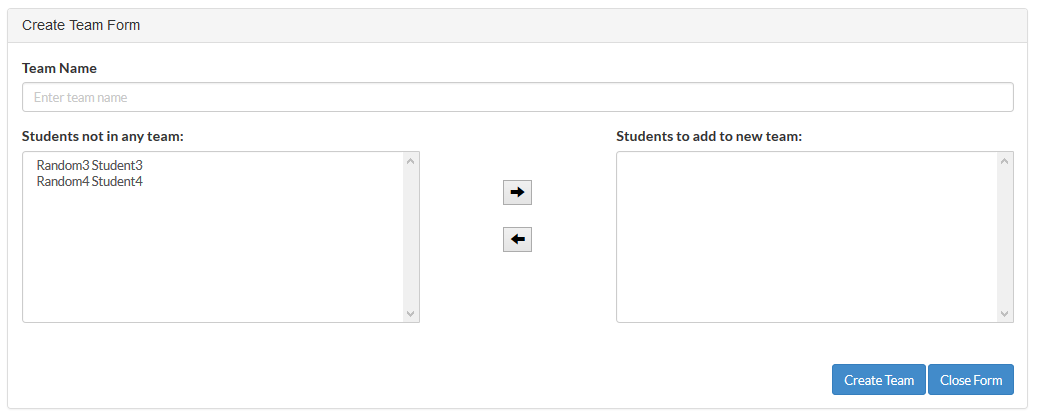 Create Team Form
Team Name
Enter team name
Students not in any team:
Students to add to new team:
Random3 Student3
Random4 Student4
Create Team
Close Form